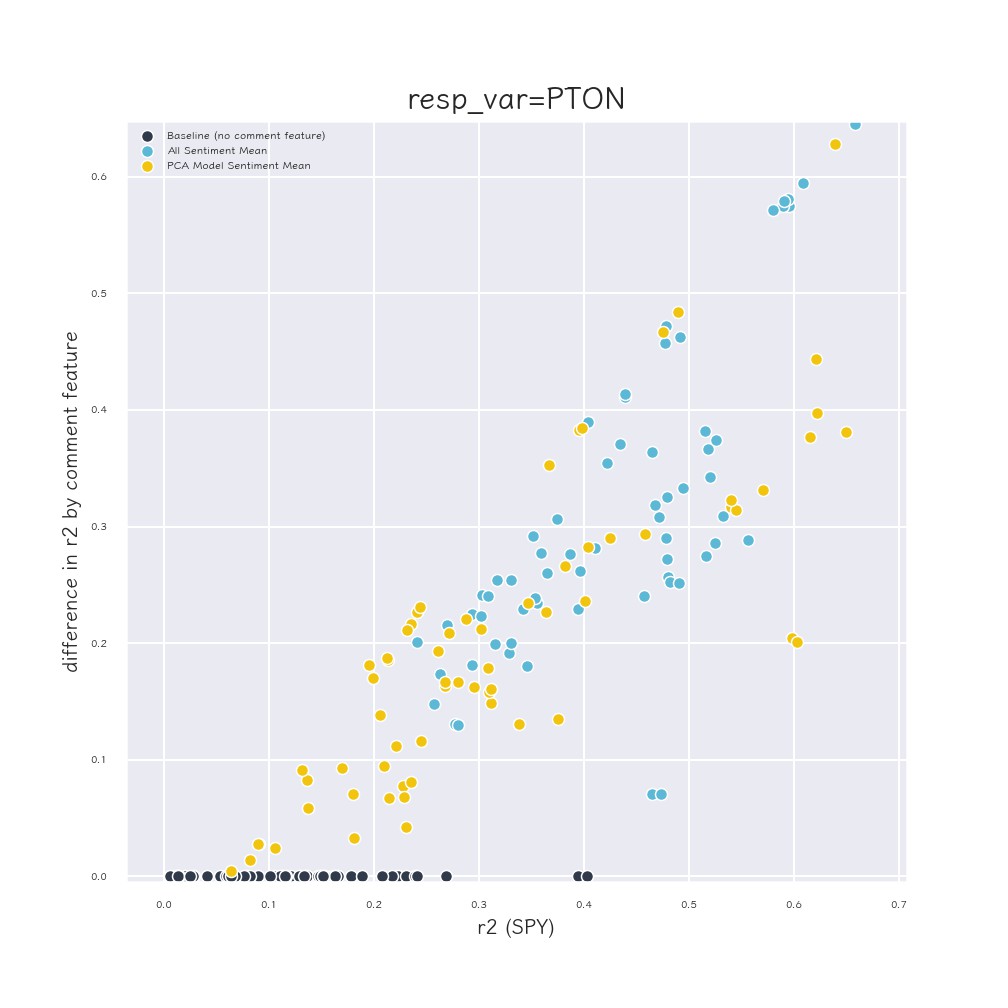 resp_var=PTON
Baseline (no comment feature)
All Sentiment Mean
PCA Model Sentiment Mean
difference in r2 by comment feature
0.6
0.5
0.4
0.3
0.2
0.1
0.0
0.0 0.1 0.2 0.3 0.4 0.5 0.6 0.7
r2 (SPY)